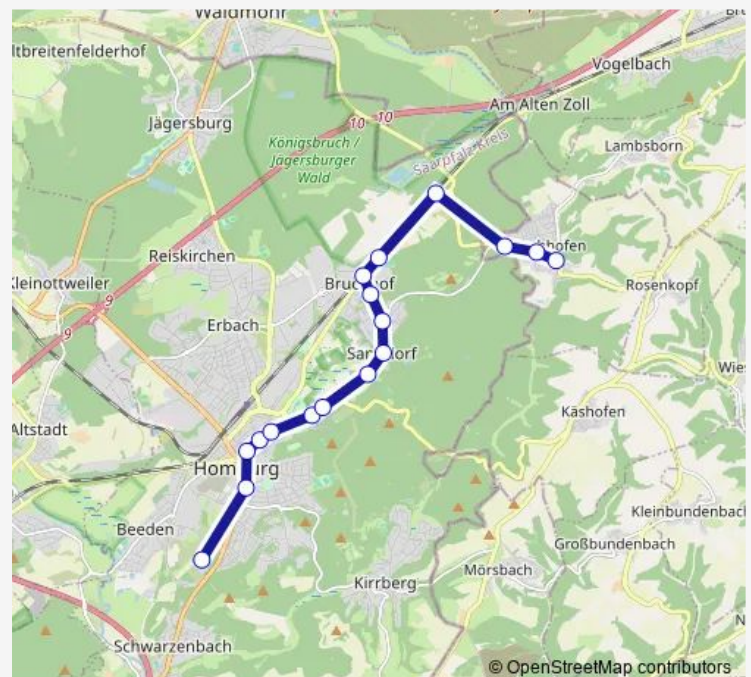 Waldmohr
ltbreitenfelderhof
Vogelbach
Am Alten Zoll
Jägersburg
10 10
Königsbruch /
Jägersburger
Wald
Saarpfalz-Kreis
Lambsborn
Reiskirchen
Kleinottweiler
Rosenkopf
9
9
Erbach
Käshofen
Altstadt
Kleinbundenbach
Beeden
Großbundenbach
Kirrberg
Mörsbach
Schwarzenbach
© OpenStreetMap contributors